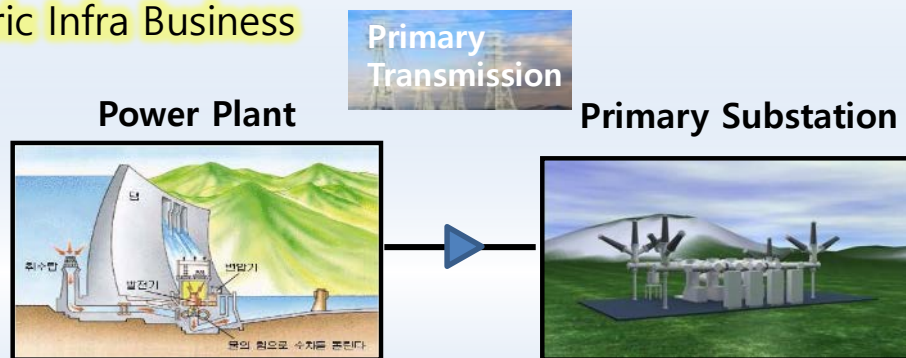 ric Infra Business
Primary
Transmission
Power Plant
Primary Substation
댐
취수탑
변압기
발전기
물의 힘으로 수차를 돌린다.